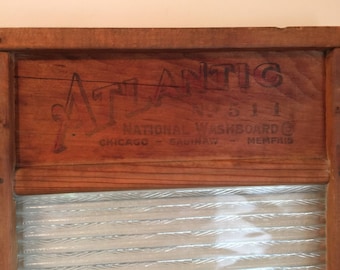 ATLANTIC
No 511
NATIONAL WASHBOARD Co
CHICAGO - SAGINAW - MEMPHIS